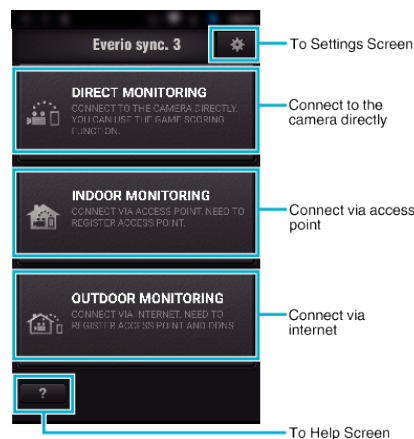 Everio sync. 3
To Settings Screen
DIRECT MONITORING
CONNECT TO THE CAMERA DIRECTLY.
YOU CAN USE THE GAME SCORING
FUNCTION.
Connect to the
camera directly
INDOOR MONITORING
CONNECT VIA ACCESS POINT. NEED TO
REGISTER ACCESS POINT.
Connect via access
point
OUTDOOR MONITORING
CONNECT VIA INTERNET. NEED TO
REGISTER ACCESS POINT AND DDNS
Connect via
internet
?
To Help Screen